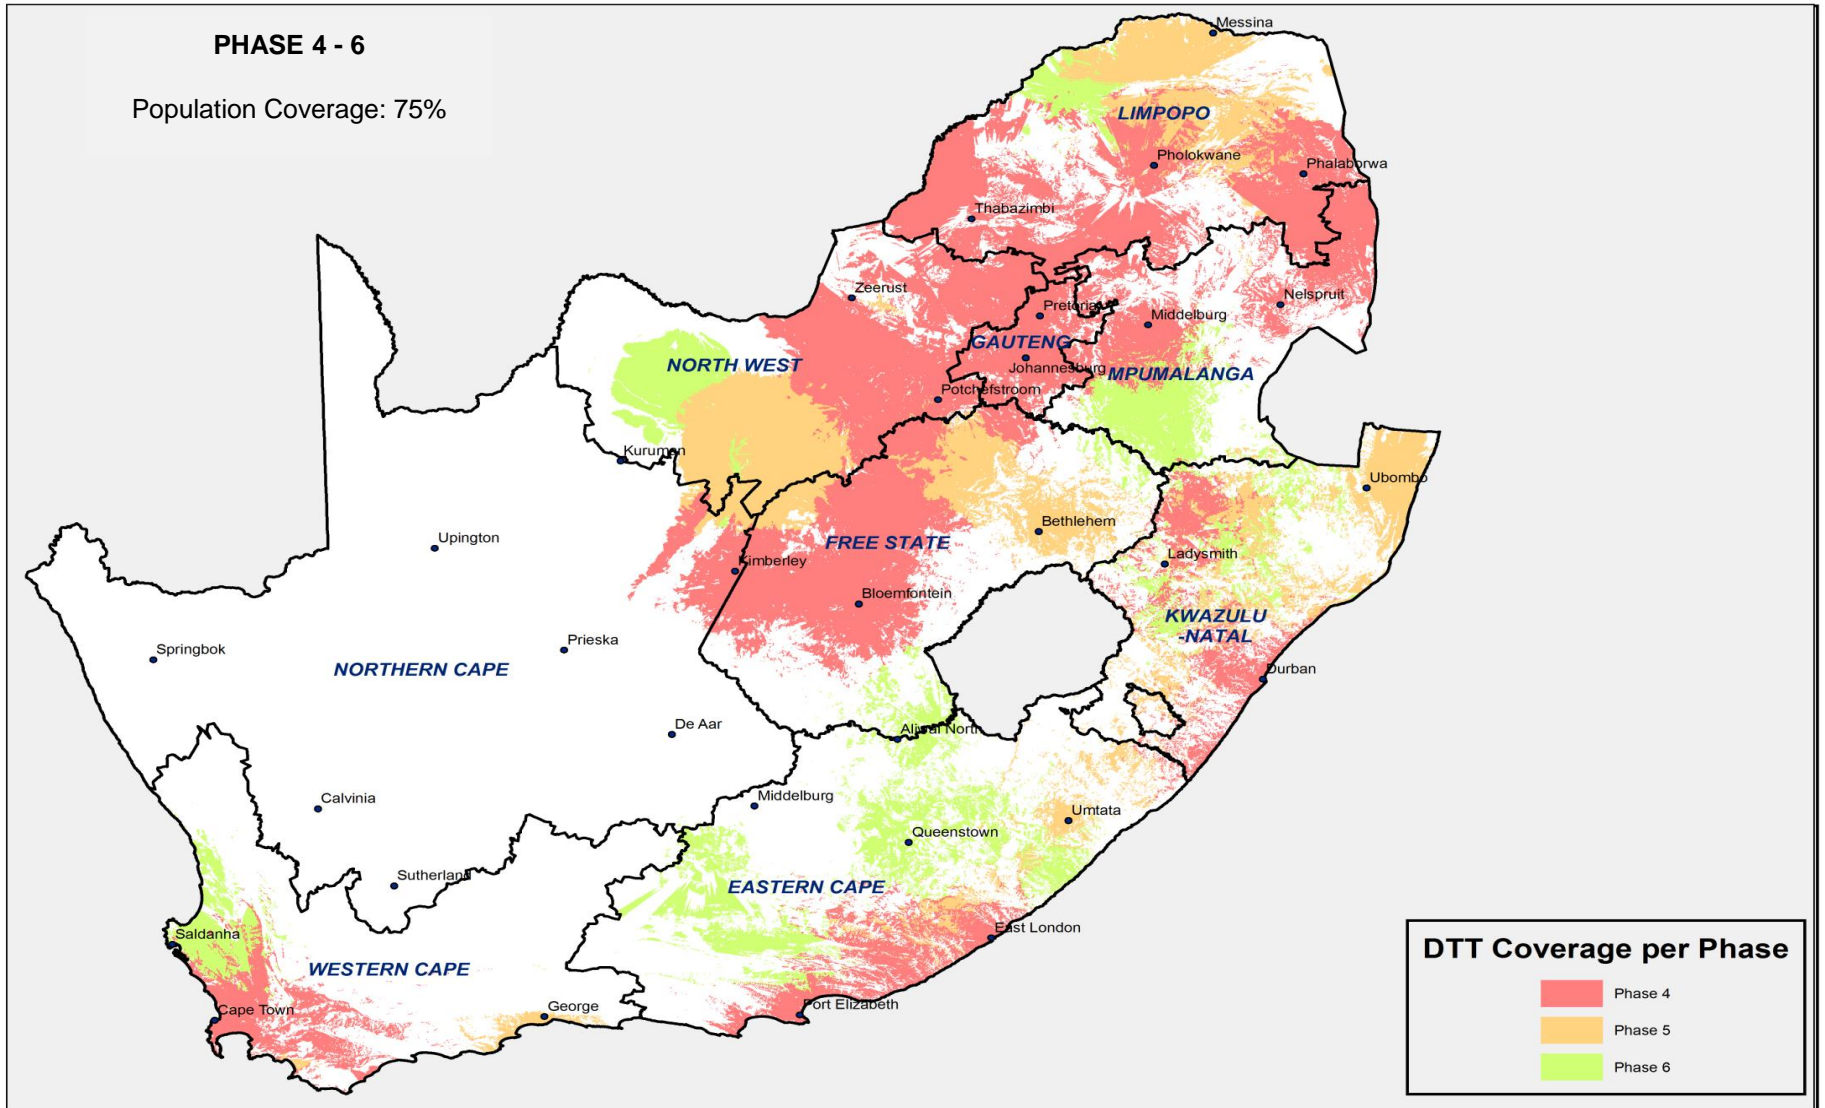 PHASE 4 - 6
Population Coverage: 75%
Messina
LIMPOPO
Pholokwane
Phalaborwa
Thabazimbi
Zeerust
Pretoria
Nelspruit
Middelburg
GAUTENG
NORTH WEST
Johannesburg
MPUMALANGA
Potchefstroom
Kuruman
Ubombo
Bethlehem
Upington
FREE STATE
Ladysmith
Kimberley
Bloemfontein
KWAZULU
-NATAL
Prieska
Springbok
NORTHERN CAPE
Durban
De Aar
Aliwal North
Calvinia
Middelburg
Umtata
Queenstown
Sutherland
EASTERN CAPE
Saldanha
East London
WESTERN CAPE
Cape Town
George
Port Elizabeth
DTT Coverage per Phase
Phase 4
Phase 5
Phase 6